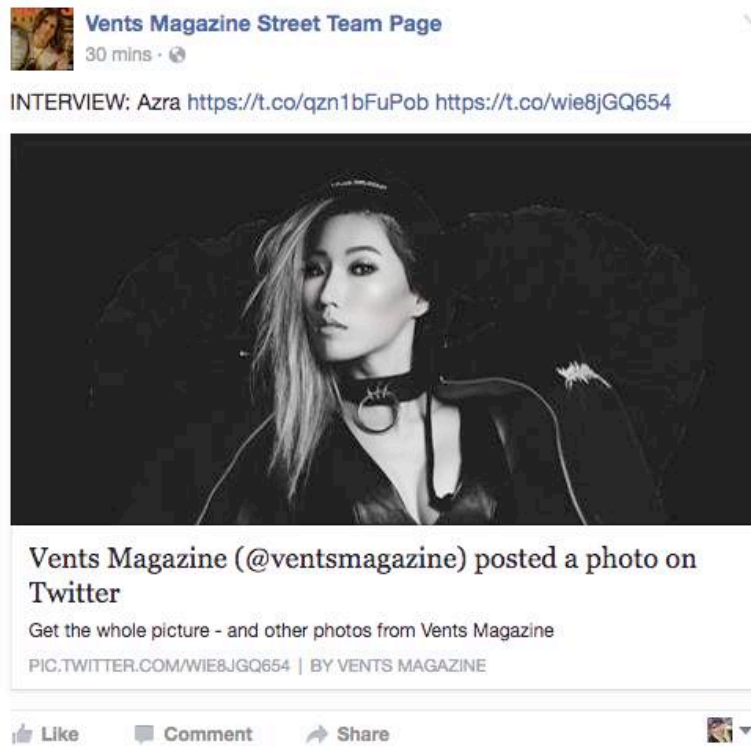 Vents Magazine Street Team Page
30 mins ·
INTERVIEW: Azra https://t.co/qzn1bFuPob https://t.co/wie8jGQ654
Vents Magazine (@ventsmagazine) posted a photo on
Twitter
Get the whole picture - and other photos from Vents Magazine
PIC.TWITTER.COM/WIE8JGQ654 | BY VENTS MAGAZINE
Like Comment Share